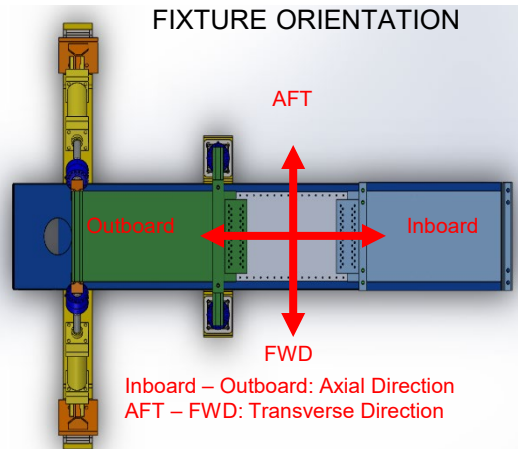 FIXTURE ORIENTATION
AFT
Outboard
Inboard
FWD
Inboard – Outboard: Axial Direction
AFT – FWD: Transverse Direction